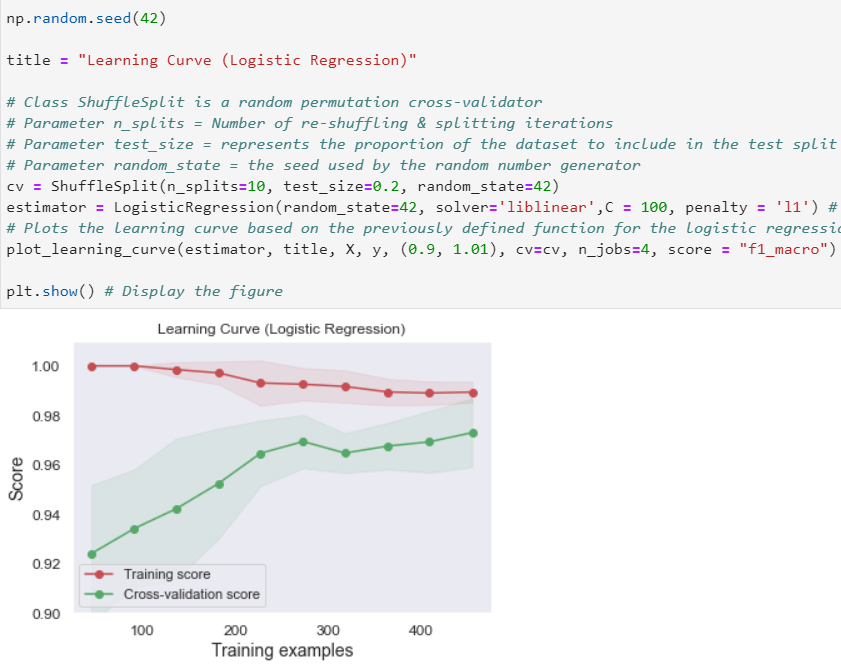 np.random.seed(42)
title = "Learning Curve (Logistic Regression)"
# Class ShuffleSplit is a random permutation cross-validator
# Parameter n_splits = Number of re-shuffling & splitting iterations
# Parameter test_size = represents the proportion of the dataset to include in the test split
# Parameter random_state = the seed used by the random number generator
cv = ShuffleSplit(n_splits=10, test_size=0.2, random_state=42)
estimator = LogisticRegression(random_state=42, solver='liblinear',C = 100, penalty = 'l1') #
# Plots the learning curve based on the previously defined function for the logistic
plot_learning_curve(estimator, title, X, y, (0.9, 1.01), cv=cv, n_jobs=4, score = "f1_macro")
plt.show() # Display the figure
Learning Curve (Logistic Regression)
1.00
0.98
0.96
0.94
0.92
0.90
Score
Training score
Cross-validation score
100 200 300 400
Training examples